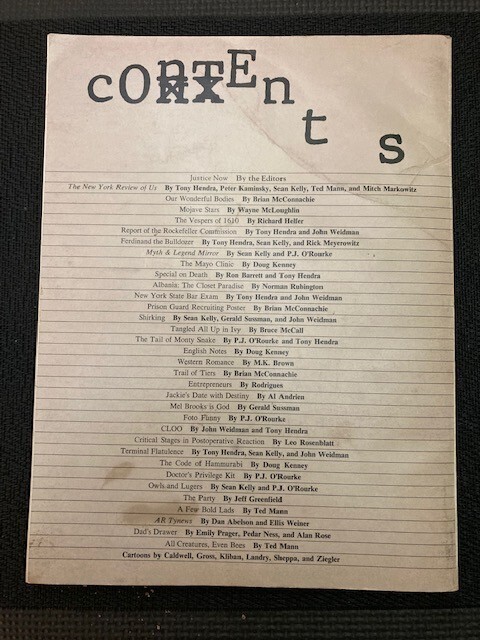 cONTEnts
Justice Now By the Editors
The New York Review of Us By Tony Hendra, Peter Kaminsky, Sean Kelly, Ted Mann, and Mitch Markowitz
Our Wonderful Bodies By Brian McConnachie
Mojave Stars By Wayne McLoughlin
The Vespers of 1610 By Richard Helfer
Report of the Rockefeller Commission By Tony Hendra and John Weidman
Ferdinand the Bulldozer By Tony Hendra, Sean Kelly, and Rick Meyerowitz
Myth & Legend Mirror By Sean Kelly and P.J. O'Rourke
The Mayo Clinic By Doug Kenney
Special on Death By Ron Barrett and Tony Hendra
Albania: The Closet Paradise By Norman Rubington
New York State Bar Exam By Tony Hendra and John Weidman
Prison Guard Recruiting Poster By Brian McConnachie
Shirking By Sean Kelly, Gerald Sussman, and John Weidman
Tangled All Up in Ivy By Bruce McCall
The Tail of Monty Snake By P.J. O'Rourke and Tony Hendra
English Notes By Doug Kenney
Western Romance By M.K. Brown
Trail of Tiers By Brian McConnachie
Entrepreneurs By Rodrigues
Jackie's Date with Destiny By Al Andrieu
Mel Brooks is God By Gerald Sussman
Foto Funny By P.J. O'Rourke
CLOO By John Weidman and Tony Hendra
Critical Stages in Postoperative Reaction By Leo Rosenblatt
Terminal Flatulence By Tony Hendra, Sean Kelly, and John Weidman
The Code of Hammurabi By Doug Kenney
Doctor's Privilege Kit By P.J. O'Rourke
Owls and Lugers By Sean Kelly and P.J. O'Rourke
The Party By Jeff Greenfield
A Few Bold Lads By Ted Mann
AR Tynews By Dan Abelson and Ellis Weiner
Dad's Drawer By Emily Prager, Pedar Ness, and Alan Rose
All Creatures, Even Bees By Ted Mann
Cartoons by Caldwell, Gross, Kliban, Landry, Sheppa, and Ziegler